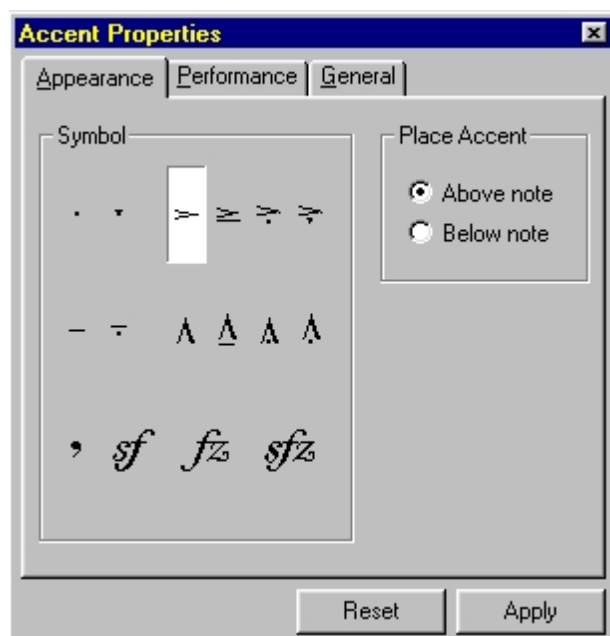 Accent Properties
Appearance Performance General
Symbol
Place Accent
Above note
Below note
, sf fz sfz
Reset Apply